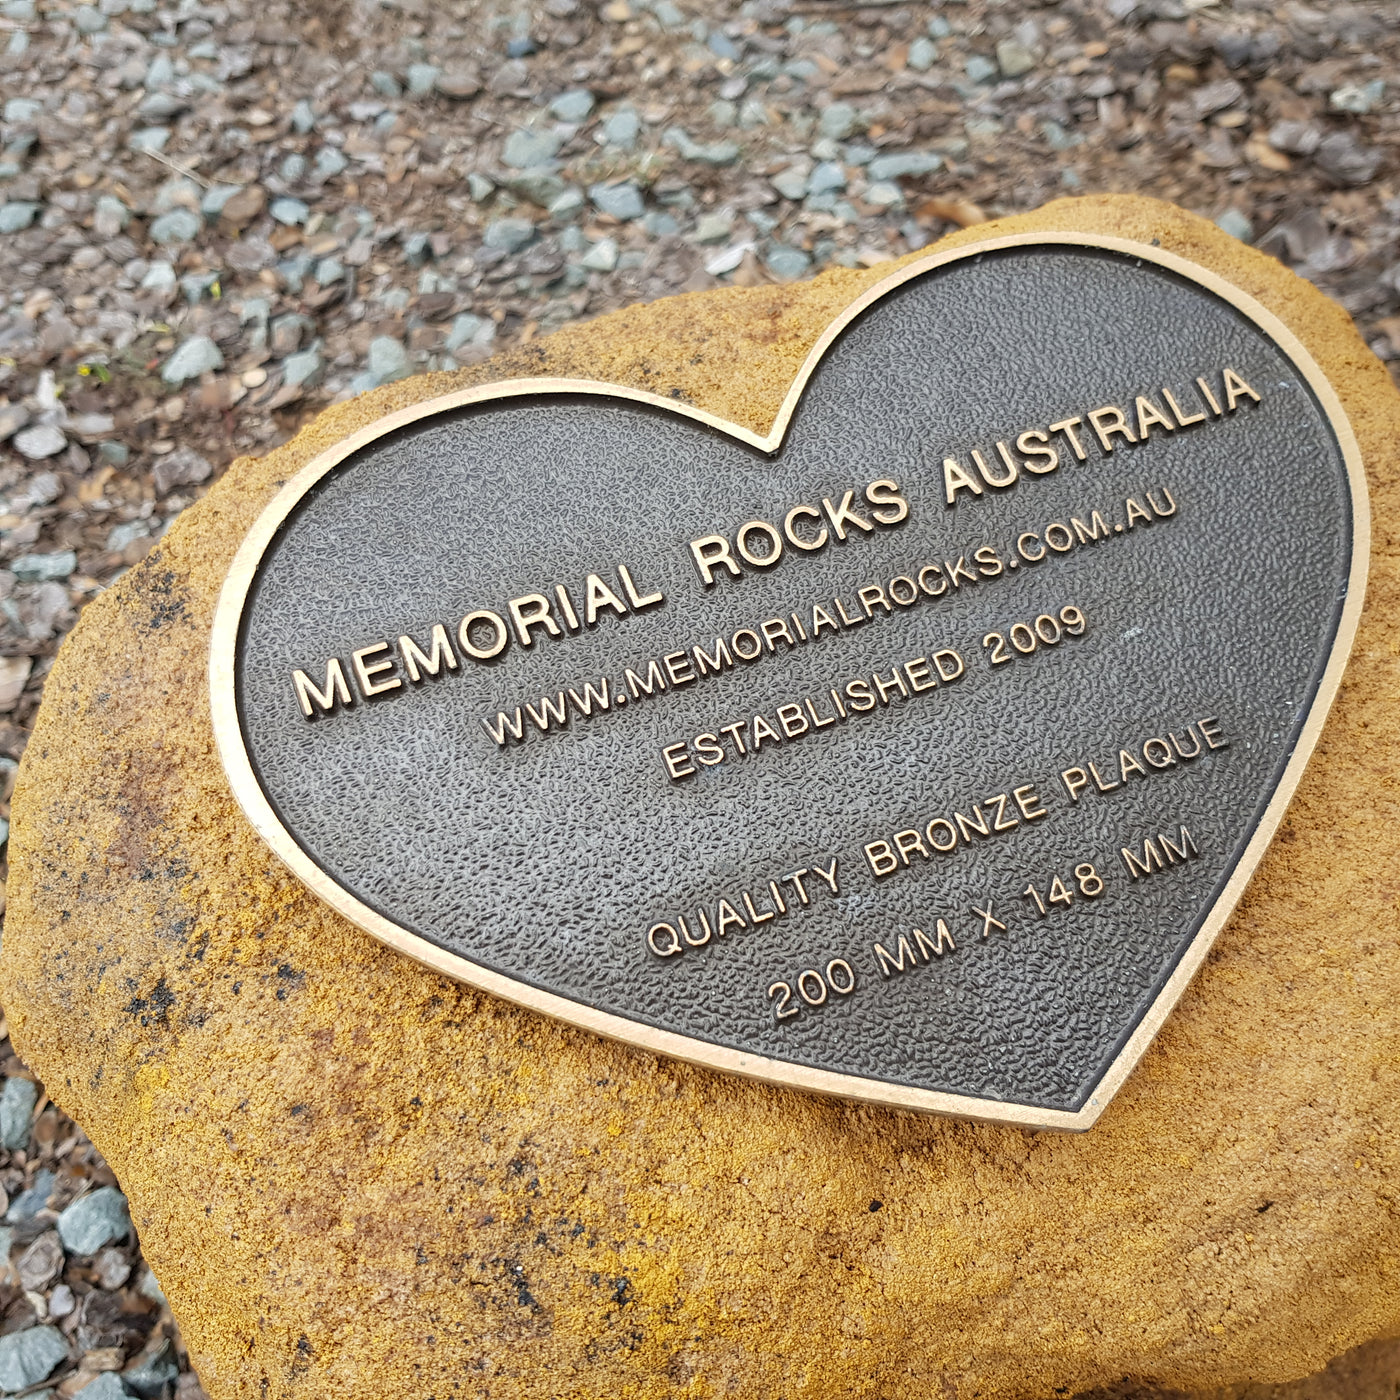 MEMORIAL ROCKS AUSTRALIA
WWW.MEMORIALROCKS.COM.AU
ESTABLISHED 2009
QUALITY BRONZE PLAQUE
200 MM X 148 MM